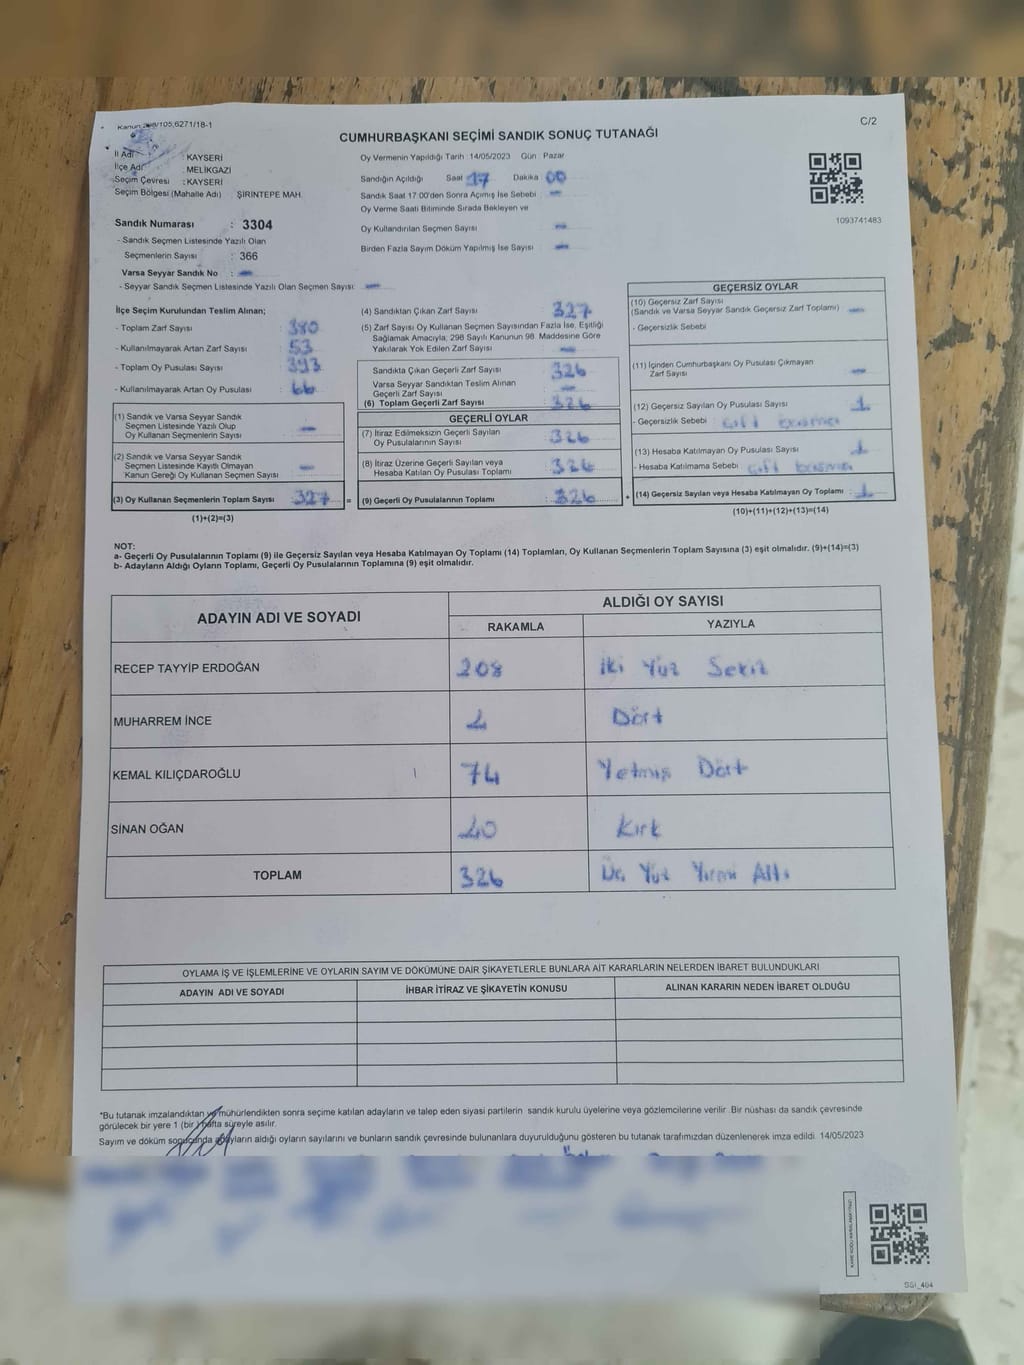 Kanun 298/105,6271/18-1
C/2
CUMHURBAŞKANI SEÇİMİ SANDIK SONUÇ TUTANAĞI
İl Adı : KAYSERİ
İlçe Adı : MELİKGAZİ
Seçim Çevresi : KAYSERİ
Seçim Bölgesi (Mahalle Adı) ŞİRİNTEPE MAH.
Sandık Numarası : 3304
- Sandık Seçmen Listesinde Yazılı Olan
Seçmenlerin Sayısı : 366
Varsa Seyyar Sandık No : -
- Seyyar Sandık Seçmen Listesinde Yazılı Olan Seçmen Sayısı: -
Oy Vermenin Yapıldığı Tarih 14/05/2023 Gün Pazar
Sandığın Açıldığı Saat 17 Dakika 00
Sandık Saat 17:00'den Sonra Açılmış İse Sebebi -
Oy Verme Saati Bitiminde Sırada Bekleyen ve
Oy Kullandırılan Seçmen Sayısı -
Birden Fazla Sayım Döküm Yapılmış İse Sayısı -
1093741483
İlçe Seçim Kurulundan Teslim Alınan;
- Toplam Zarf Sayısı : 380
- Kullanılmayarak Artan Zarf Sayısı : 53
- Toplam Oy Pusulası Sayısı : 393
- Kullanılmayarak Artan Oy Pusulası : 66
(1) Sandık ve Varsa Seyyar Sandık
Seçmen Listesinde Yazılı Olup
Oy Kullanan Seçmenlerin Sayısı : -
(2) Sandık ve Varsa Seyyar Sandık
Seçmen Listesinde Kayıtlı Olmayan
Kanun Gereği Oy Kullanan Seçmen Sayısı : -
(3) Oy Kullanan Seçmenlerin Toplam Sayısı : 327 =
(1)+(2)=(3)
(4) Sandıktan Çıkan Zarf Sayısı : 327
(5) Zarf Sayısı Oy Kullanan Seçmen Sayısından Fazla İse, Eşitliği
Sağlamak Amacıyla, 298 Sayılı Kanunun 98. Maddesine Göre
Yakılarak Yok Edilen Zarf Sayısı : -
Sandıkta Çıkan Geçerli Zarf Sayısı : 326
Varsa Seyyar Sandıktan Teslim Alınan
Geçerli Zarf Sayısı : -
(6) Toplam Geçerli Zarf Sayısı : 326
GEÇERLİ OYLAR
(7) İtiraz Edilmeksizin Geçerli Sayılan
Oy Pusulalarının Sayısı : 326
(8) İtiraz Üzerine Geçerli Sayılan veya
Hesaba Katılan Oy Pusulası Toplamı : 326
(9) Geçerli Oy Pusulalarının Toplamı : 326 +
GEÇERSİZ OYLAR
(10) Geçersiz Zarf Sayısı
(Sandık ve Varsa Seyyar Sandık Geçersiz Zarf Toplamı) : -
- Geçersizlik Sebebi
(11) İçinden Cumhurbaşkanı Oy Pusulası Çıkmayan
Zarf Sayısı : -
(12) Geçersiz Sayılan Oy Pusulası Sayısı : 1
- Geçersizlik Sebebi : çift
(13) Hesaba Katılmayan Oy Pusulası Sayısı : 1
- Hesaba Katılmama Sebebi : çift
(14) Geçersiz Sayılan veya Hesaba Katılmayan Oy Toplamı : 1
(10)+(11)+(12)+(13)=(14)
NOT:
a- Geçerli Oy Pusulalarının Toplamı (9) ile Geçersiz Sayılan veya Hesaba Katılmayan Oy Toplamı (14) Toplamları, Oy Kullanan Seçmenlerin Toplam Sayısına (3) eşit olmalıdır. (9)+(14)=(3)
b- Adayların Aldığı Oyların Toplamı, Geçerli Oy Pusulalarının Toplamına (9) eşit olmalıdır.
ADAYIN ADI VE SOYADI
ALDIĞI OY SAYISI
RAKAMLA YAZIYLA
RECEP TAYYİP ERDOĞAN 208 İki Yüz Sekiz
MUHARREM İNCE 4 Dört
KEMAL KILIÇDAROĞLU 74 Yetmiş Dört
SİNAN OĞAN 40 Kırk
TOPLAM 326 Üç Yüz Yirmi Altı
OYLAMA İŞ VE İŞLEMLERİNE VE OYLARIN SAYIM VE DÖKÜMÜNE DAİR ŞİKAYETLERLE BUNLARA AİT KARARLARIN NELERDEN İBARET BULUNDUKLARI
ADAYIN ADI VE SOYADI İHBAR İTİRAZ VE ŞİKAYETİN KONUSU ALINAN KARARIN NEDEN İBARET OLDUĞU
*Bu tutanak imzalandıktan ve mühürlendikten sonra seçime katılan adayların ve talep eden siyasi partilerin sandık kurulu üyelerine veya gözlemcilerine verilir. Bir nüshası da sandık çevresinde
görülecek bir yere 1 (bir) hafta süreyle asılır.
Sayım ve döküm sonucunda adayların aldığı oyların sayılarını ve bunların sandık çevresinde bulunanlara duyurulduğunu gösteren bu tutanak tarafımızdan düzenlenerek imza edildi. 14/05/2023
SSI_404